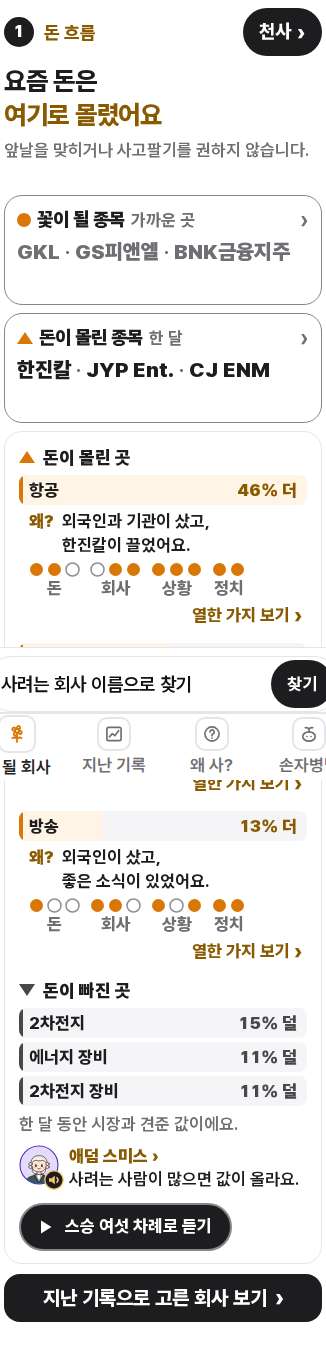 1 돈 흐름
천사 ›
요즘 돈은
여기로 몰렸어요
앞날을 맞히거나 사고팔기를 권하지 않습니다.
꽃이 될 종목 가까운 곳 ›
GKL · GS피앤엘 · BNK금융지주
돈이 몰린 종목 한 달 ›
한진칼 · JYP Ent. · CJ ENM
돈이 몰린 곳
항공 46% 더
왜? 외국인과 기관이 샀고,
한진칼이 끌었어요.
돈 회사 상황 정치
열한 가지 보기 ›
사려는 회사 이름으로 찾기 찾기
될 회사 지난 기록 왜 사? 손자병
열한 가지 보기 ›
방송 13% 더
왜? 외국인이 샀고,
좋은 소식이 있었어요.
돈 회사 상황 정치
열한 가지 보기 ›
돈이 빠진 곳
2차전지 15% 덜
에너지 장비 11% 덜
2차전지 장비 11% 덜
한 달 동안 시장과 견준 값이에요.
애덤 스미스 ›
사려는 사람이 많으면 값이 올라요.
스승 여섯 차례로 듣기
지난 기록으로 고른 회사 보기 ›